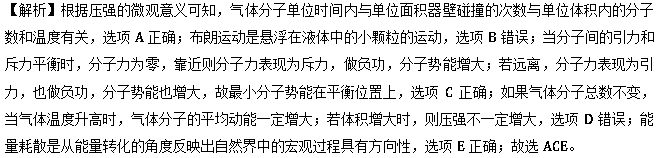 【解析】根据压强的微观意义可知，气体分子单位时间内与单位面积器壁碰撞的次数与单位体积内的分子
数和温度有关，选项 A 正确；布朗运动是悬浮在液体中的小颗粒的运动，选项 B 错误；当分子间的引力和
斥力平衡时，分子力为零，靠近则分子力表现为斥力，做负功，分子势能增大；若远离，分子力表现为引
力，也做负功，分子势能也增大，故最小分子势能在平衡位置上，选项 C 正确；如果气体分子总数不变，
当气体温度升高时，气体分子的平均动能一定增大；若体积增大时，则压强不一定增大，选项 D 错误；能
量耗散是从能量转化的角度反映出自然界中的宏观过程具有方向性，选项 E 正确；故选 ACE。